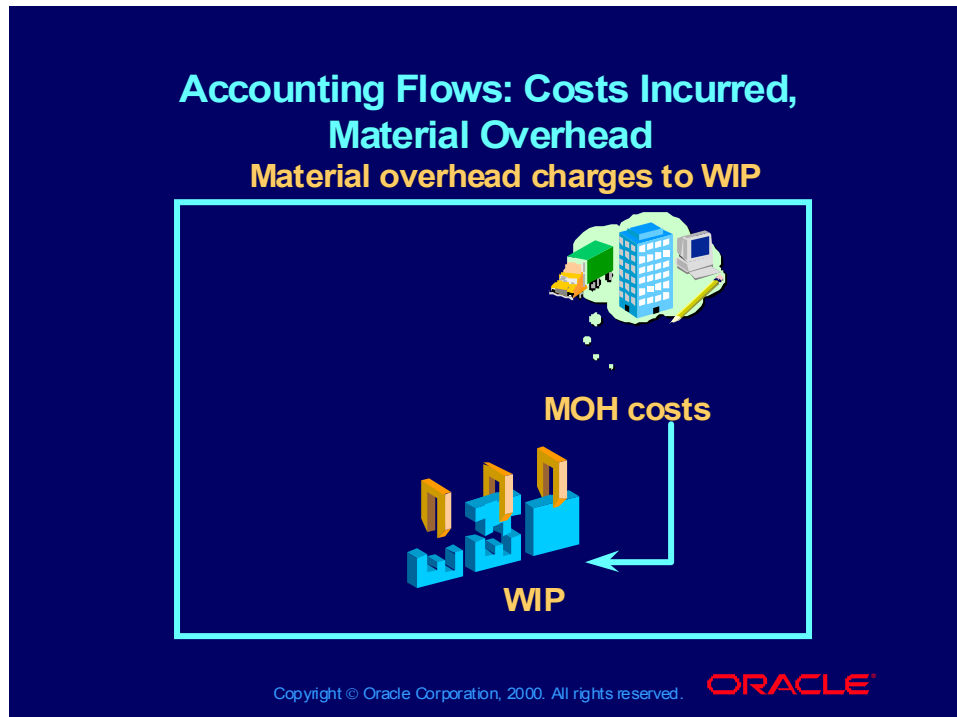 Accounting Flows: Costs Incurred,
Material Overhead
Material overhead charges to WIP
MOH costs
WIP
Copyright © Oracle Corporation, 2000. All rights reserved.
ORACLE®